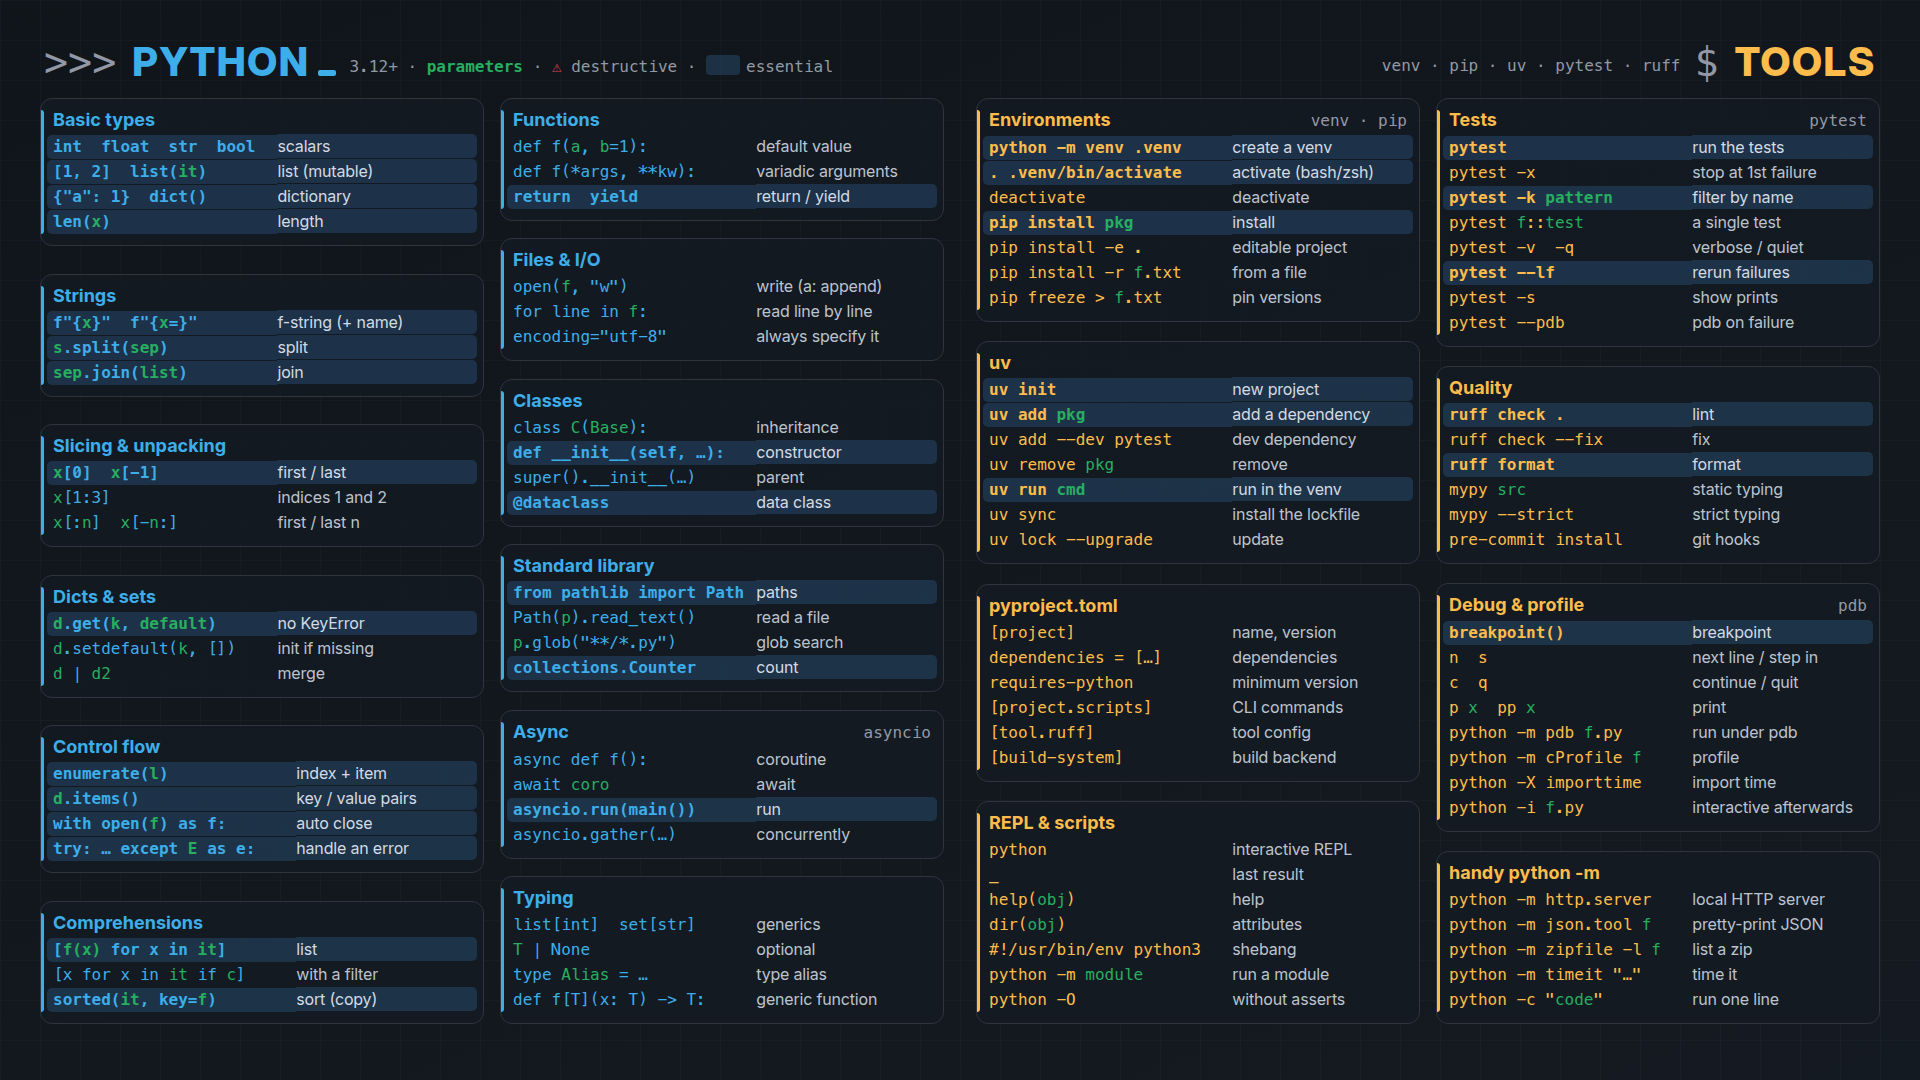 >>> PYTHON_ 3.12+ · parameters · ⚠ destructive · essential
venv · pip · uv · pytest · ruff $ TOOLS
Basic types
int  float  str  bool  scalars
[1, 2]  list(it)  list (mutable)
{"a": 1}  dict()  dictionary
len(x)  length
Strings
f"{x}"  f"{x=}"  f-string (+ name)
s.split(sep)  split
sep.join(list)  join
Slicing & unpacking
x[0]  x[-1]  first / last
x[1:3]  indices 1 and 2
x[:n]  x[-n:]  first / last n
Dicts & sets
d.get(k, default)  no KeyError
d.setdefault(k, [])  init if missing
d | d2  merge
Control flow
enumerate(l)  index + item
d.items()  key / value pairs
with open(f) as f:  auto close
try: … except E as e:  handle an error
Comprehensions
[f(x) for x in it]  list
[x for x in it if c]  with a filter
sorted(it, key=f)  sort (copy)
Functions
def f(a, b=1):  default value
def f(*args, **kw):  variadic arguments
return  yield  return / yield
Files & I/O
open(f, "w")  write (a: append)
for line in f:  read line by line
encoding="utf-8"  always specify it
Classes
class C(Base):  inheritance
def __init__(self, …):  constructor
super().__init__(…)  parent
@dataclass  data class
Standard library
from pathlib import Path  paths
Path(p).read_text()  read a file
p.glob("**/*.py")  glob search
collections.Counter  count
Async  asyncio
async def f():  coroutine
await coro  await
asyncio.run(main())  run
asyncio.gather(…)  concurrently
Typing
list[int]  set[str]  generics
T | None  optional
type Alias = …  type alias
def f[T](x: T) -> T:  generic function
Environments  venv · pip
python -m venv .venv  create a venv
. .venv/bin/activate  activate (bash/zsh)
deactivate  deactivate
pip install pkg  install
pip install -e .  editable project
pip install -r f.txt  from a file
pip freeze > f.txt  pin versions
uv
uv init  new project
uv add pkg  add a dependency
uv add --dev pytest  dev dependency
uv remove pkg  remove
uv run cmd  run in the venv
uv sync  install the lockfile
uv lock --upgrade  update
pyproject.toml
[project]  name, version
dependencies = […]  dependencies
requires-python  minimum version
[project.scripts]  CLI commands
[tool.ruff]  tool config
[build-system]  build backend
REPL & scripts
python  interactive REPL
_  last result
help(obj)  help
dir(obj)  attributes
#!/usr/bin/env python3  shebang
python -m module  run a module
python -O  without asserts
Tests  pytest
pytest  run the tests
pytest -x  stop at 1st failure
pytest -k pattern  filter by name
pytest f::test  a single test
pytest -v  -q  verbose / quiet
pytest --lf  rerun failures
pytest -s  show prints
pytest --pdb  pdb on failure
Quality
ruff check .  lint
ruff check --fix  fix
ruff format  format
mypy src  static typing
mypy --strict  strict typing
pre-commit install  git hooks
Debug & profile  pdb
breakpoint()  breakpoint
n  s  next line / step in
c  q  continue / quit
p x  pp x  print
python -m pdb f.py  run under pdb
python -m cProfile f  profile
python -X importtime  import time
python -i f.py  interactive afterwards
handy python -m
python -m http.server  local HTTP server
python -m json.tool f  pretty-print JSON
python -m zipfile -l f  list a zip
python -m timeit "…"  time it
python -c "code"  run one line